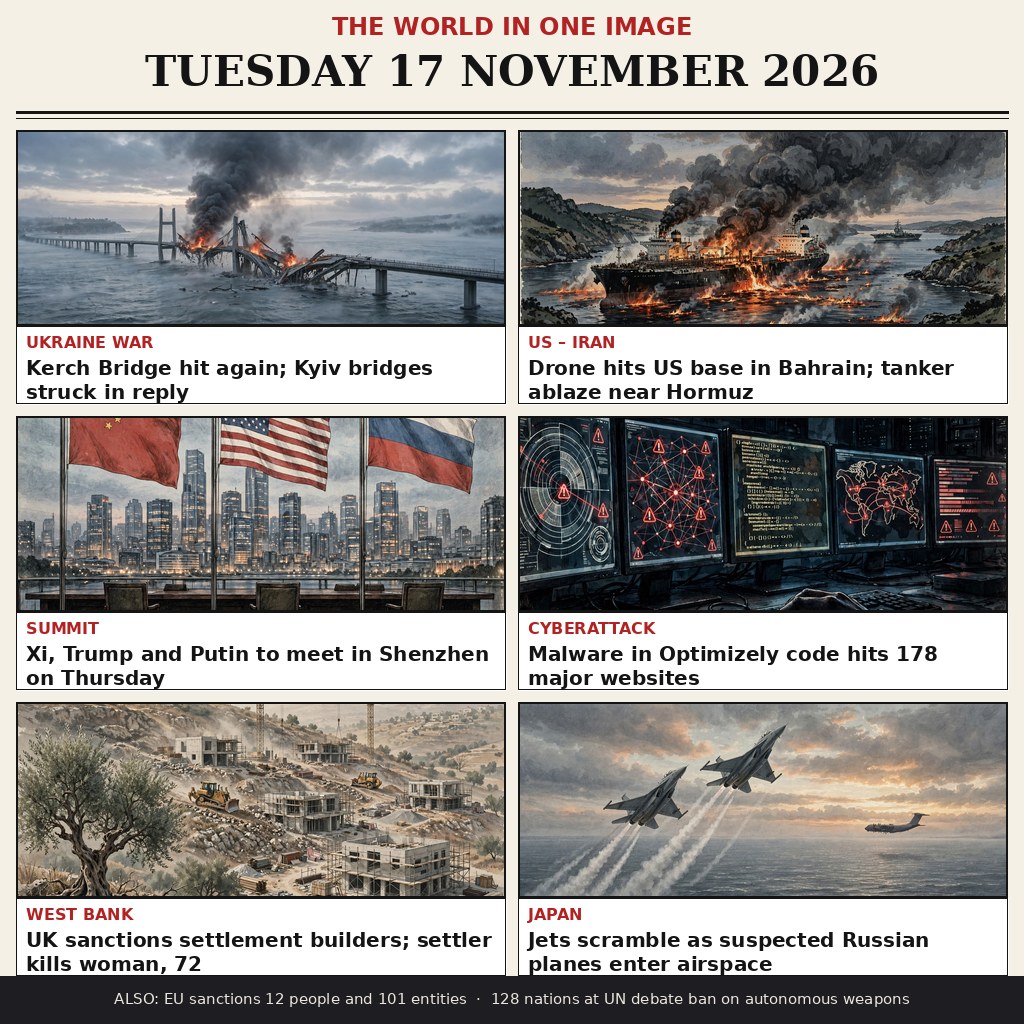 THE WORLD IN ONE IMAGE
TUESDAY 17 NOVEMBER 2026
UKRAINE WAR
Kerch Bridge hit again; Kyiv bridges
struck in reply
US – IRAN
Drone hits US base in Bahrain; tanker
ablaze near Hormuz
SUMMIT
Xi, Trump and Putin to meet in Shenzhen
on Thursday
CYBERATTACK
Malware in Optimizely code hits 178
major websites
WEST BANK
UK sanctions settlement builders; settler
kills woman, 72
JAPAN
Jets scramble as suspected Russian
planes enter airspace
ALSO: EU sanctions 12 people and 101 entities · 128 nations at UN debate ban on autonomous weapons